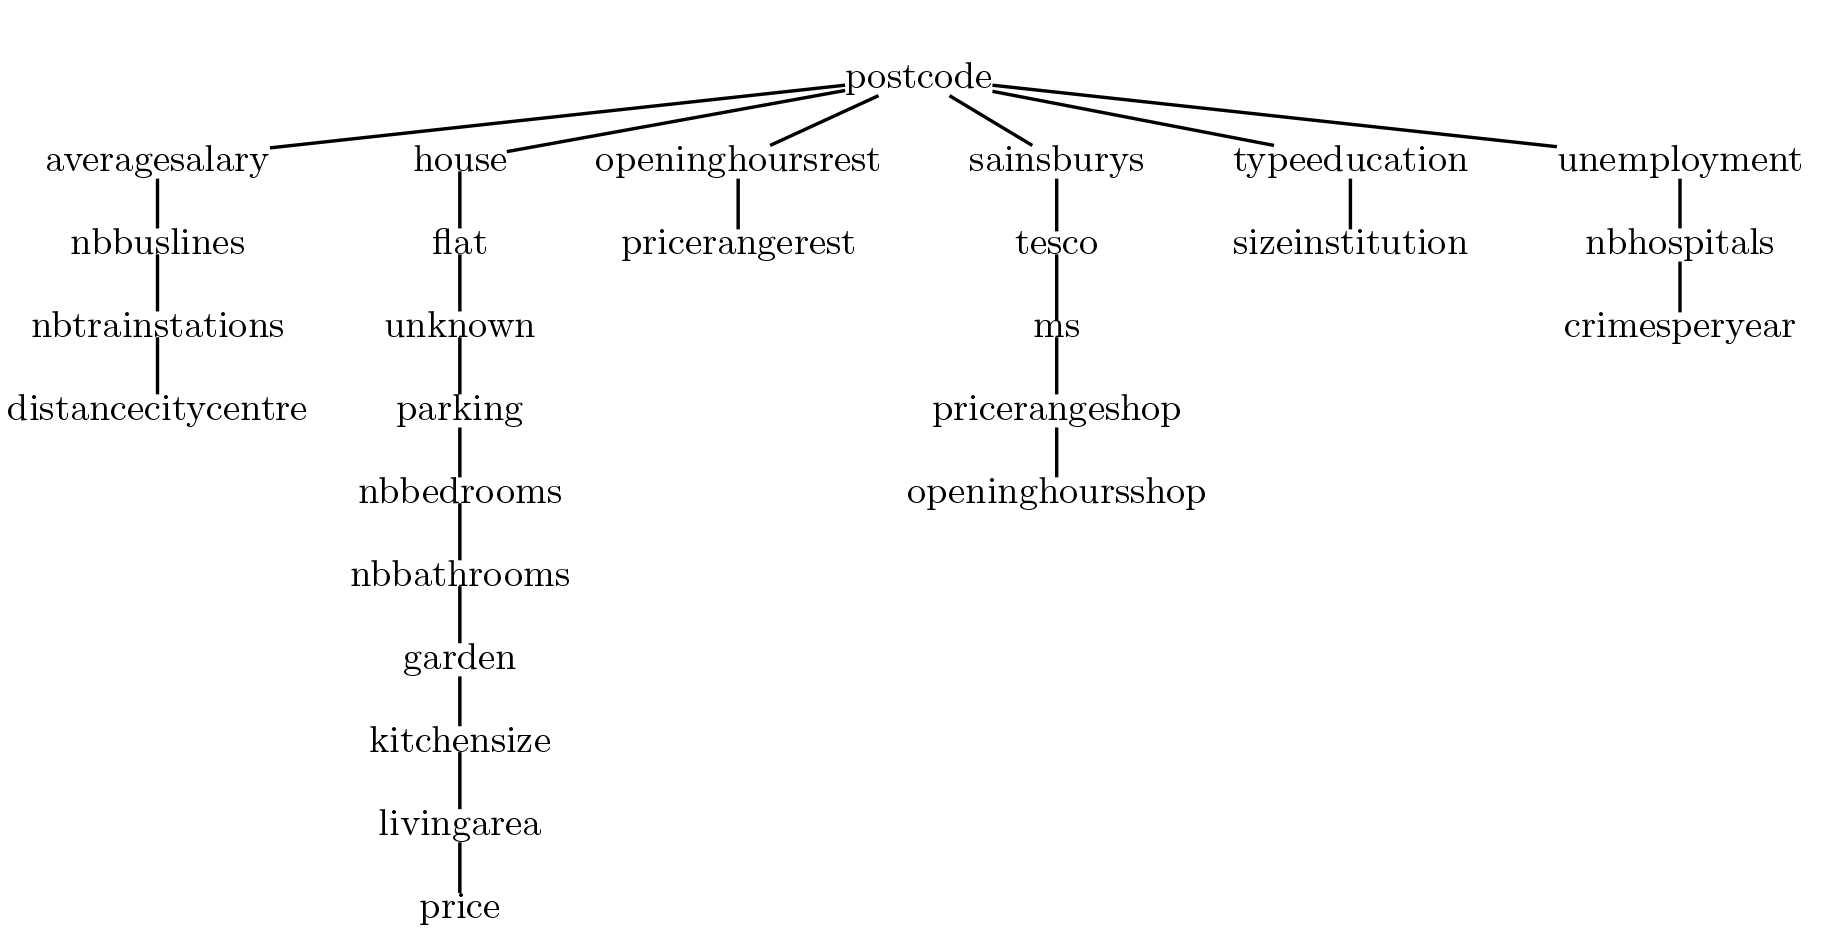 postcode
averagesalary house openinghoursrest sainsburys typeeducation unemployment
nbbuslines flat pricerangerest tesco sizeinstitution nbhospitals
nbtrainstations unknown ms crimesperyear
distancecitycentre parking pricerangeshop
nbbedrooms openinghoursshop
nbbathrooms
garden
kitchensize
livingarea
price